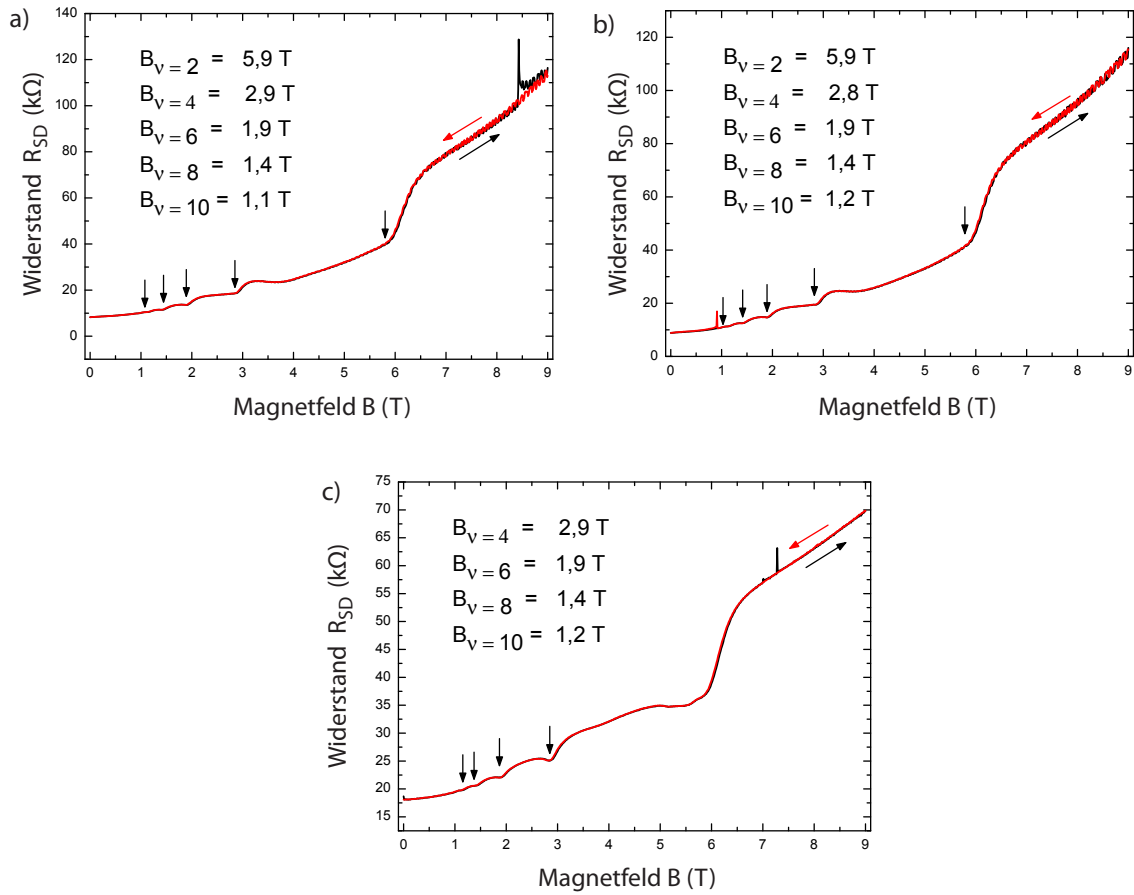 a)
Widerstand R_SD (kΩ)
140
120
100
80
60
40
20
0
B_ν = 2 = 5,9 T
B_ν = 4 = 2,9 T
B_ν = 6 = 1,9 T
B_ν = 8 = 1,4 T
B_ν = 10 = 1,1 T
0 1 2 3 4 5 6 7 8 9
Magnetfeld B (T)
b)
Widerstand R_SD (kΩ)
120
100
80
60
40
20
0
B_ν = 2 = 5,9 T
B_ν = 4 = 2,8 T
B_ν = 6 = 1,9 T
B_ν = 8 = 1,4 T
B_ν = 10 = 1,2 T
0 1 2 3 4 5 6 7 8 9
Magnetfeld B (T)
c)
Widerstand R_SD (kΩ)
75
70
65
60
55
50
45
40
35
30
25
20
15
B_ν = 4 = 2,9 T
B_ν = 6 = 1,9 T
B_ν = 8 = 1,4 T
B_ν = 10 = 1,2 T
0 1 2 3 4 5 6 7 8 9
Magnetfeld B (T)